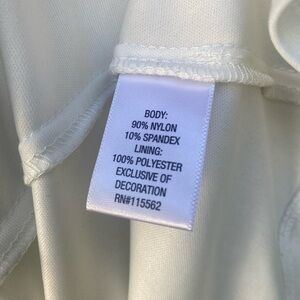 BODY:
90% NYLON
10% SPANDEX
LINING:
100% POLYESTER
EXCLUSIVE OF
DECORATION
RN#115562